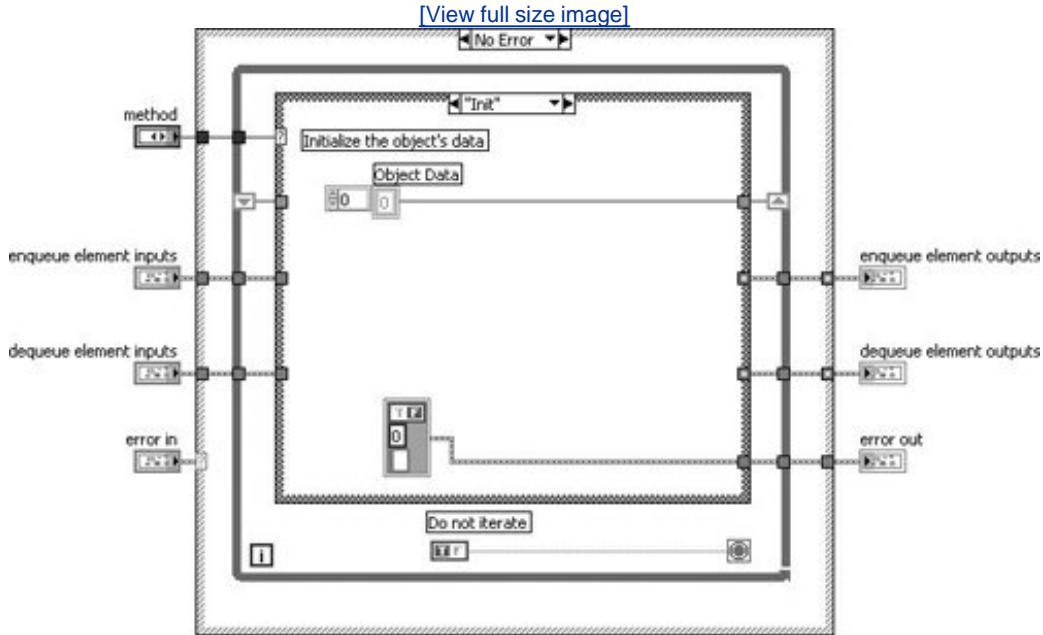 [View full size image]
No Error
"Init"
method
Initialize the object's data
Object Data
0
0
enqueue element inputs
enqueue element outputs
dequeue element inputs
dequeue element outputs
T F
0
error in
error out
Do not iterate
T F
i